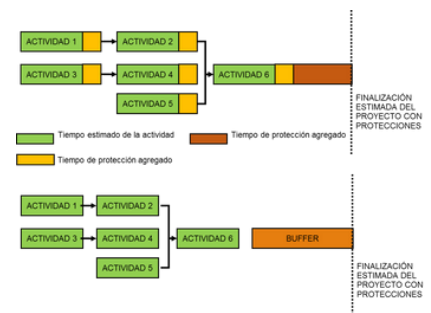 ACTIVIDAD 1
ACTIVIDAD 2
ACTIVIDAD 3
ACTIVIDAD 4
ACTIVIDAD 6
ACTIVIDAD 5
FINALIZACIÓN
ESTIMADA DEL
PROYECTO CON
PROTECCIONES
Tiempo estimado de la actividad
Tiempo de protección agregado
Tiempo de protección agregado
ACTIVIDAD 1
ACTIVIDAD 2
ACTIVIDAD 3
ACTIVIDAD 4
ACTIVIDAD 6
BUFFER
ACTIVIDAD 5
FINALIZACIÓN
ESTIMADA DEL
PROYECTO CON
PROTECCIONES